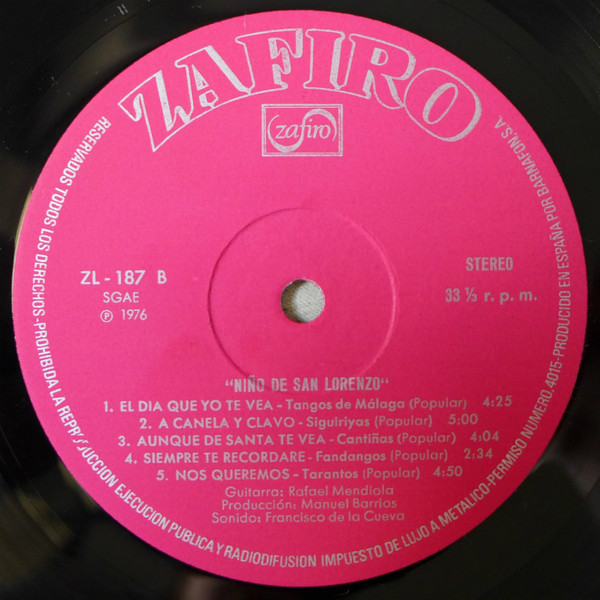 ZAFIRO
zafiro
RESERVADOS TODOS LOS DERECHOS-PROHIBIDA LA REPRODUCCION EJECUCION PUBLICA Y RADIODIFUSION IMPUESTO DE LUJO A METALICO-PERMISO NUMERO, 4015-PRODUCIDO EN ESPAÑA POR BARNAFON, S.A.
ZL - 187 B
SGAE
℗ 1976
STEREO
33 ⅓ r. p. m.
"NIÑO DE SAN LORENZO"
1. EL DIA QUE YO TE VEA - Tangos de Málaga (Popular) 4:25
2. A CANELA Y CLAVO - Siguiriyas (Popular) 5:00
3. AUNQUE DE SANTA TE VEA - Cantiñas (Popular) 4:04
4. SIEMPRE TE RECORDARE - Fandangos (Popular) 2:34
5. NOS QUEREMOS - Tarantos (Popular) 4:50
Guitarra: Rafael Mendiola
Producción: Manuel Barrios
Sonido: Francisco de la Cueva